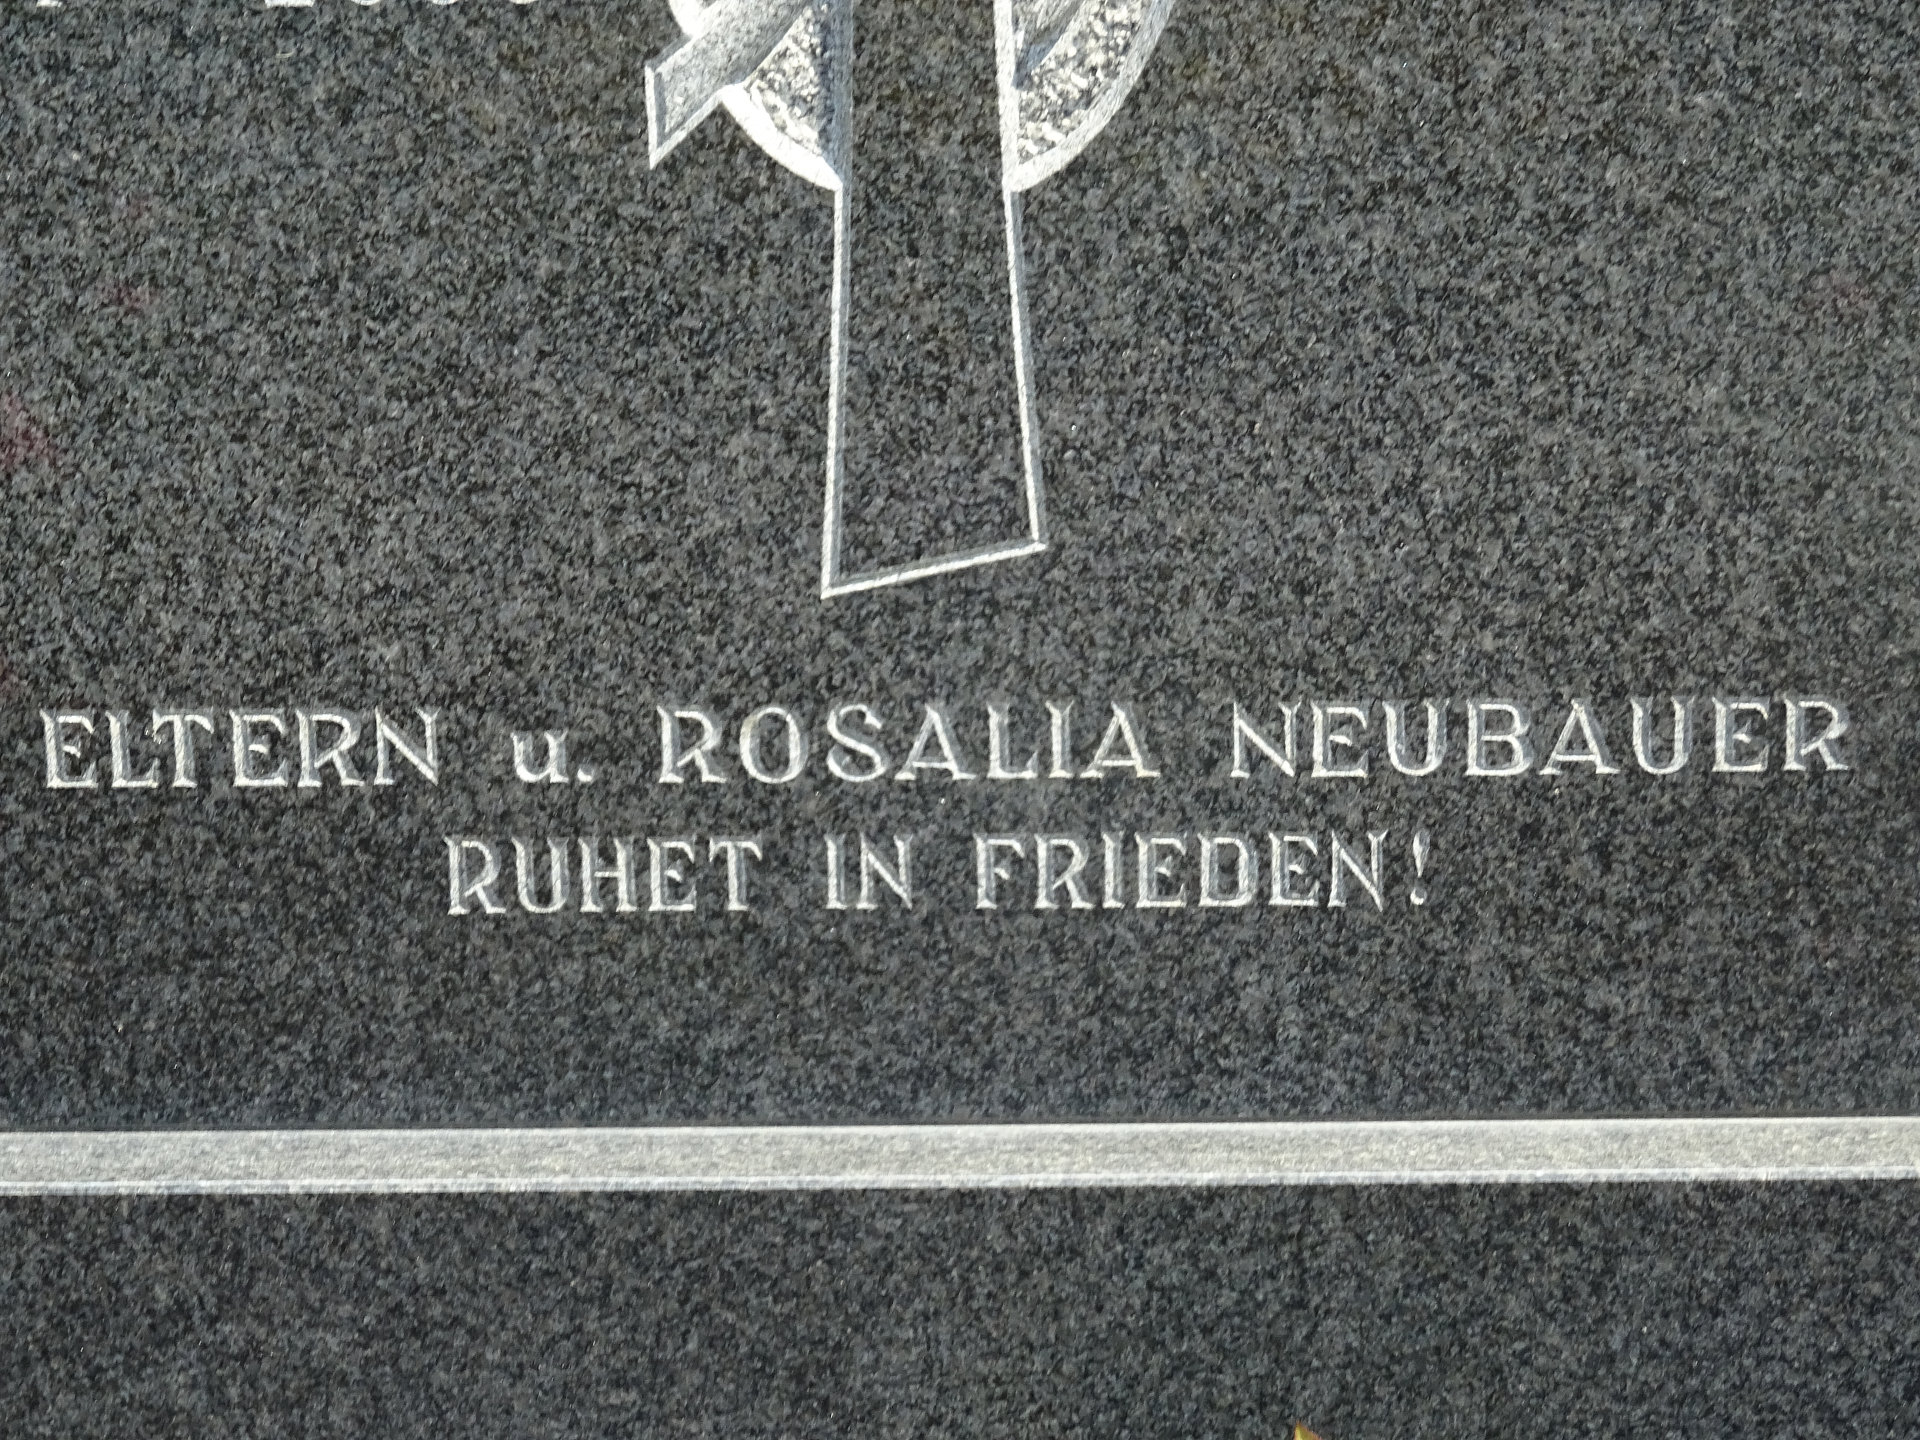 ELTERN u. ROSALIA NEUBAUER
RUHET IN FRIEDEN!